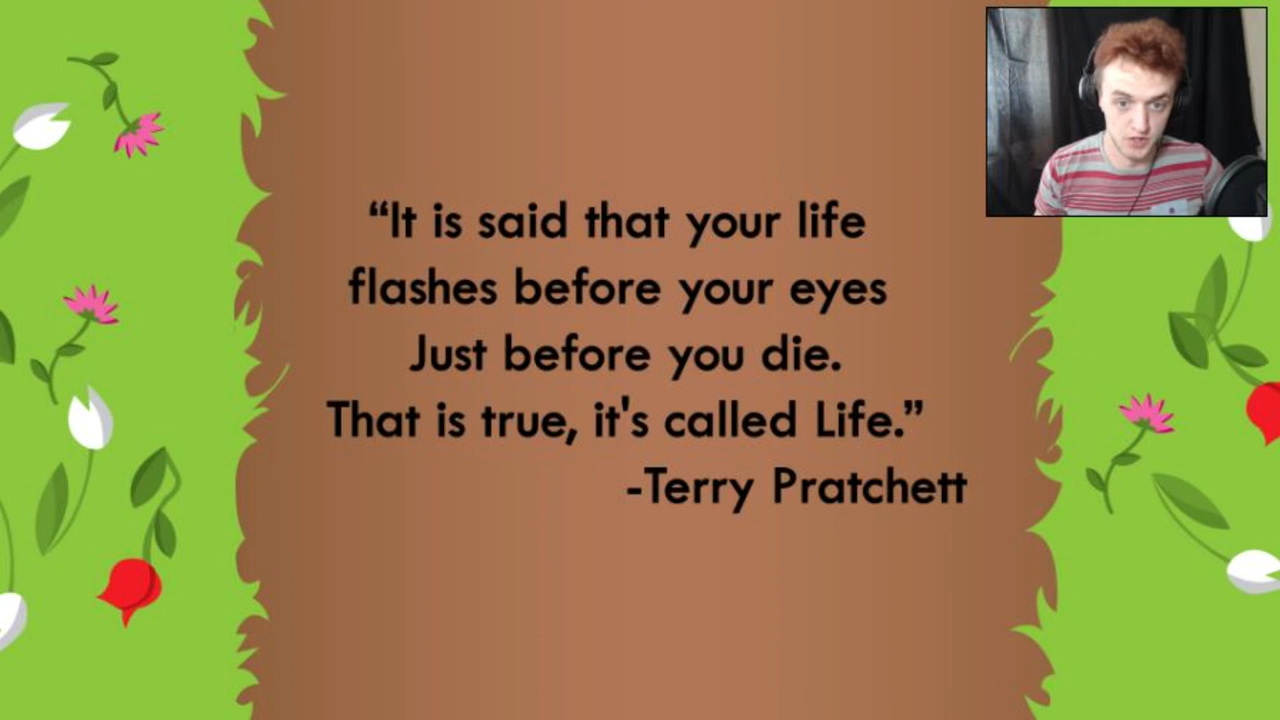 “It is said that your life
flashes before your eyes
Just before you die.
That is true, it's called Life.”
-Terry Pratchett